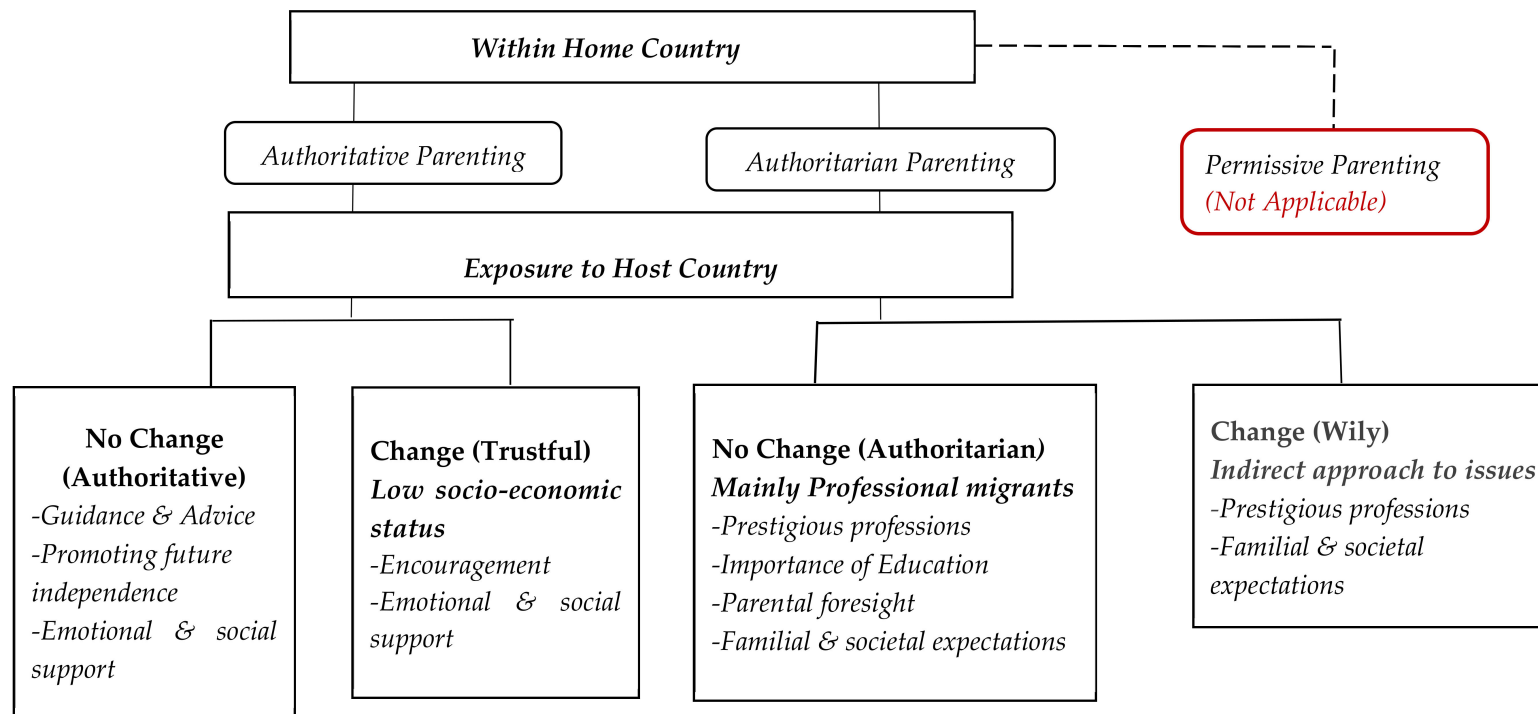 Within Home Country
Authoritative Parenting
Authoritarian Parenting
Permissive Parenting
(Not Applicable)
Exposure to Host Country
No Change
(Authoritative)
-Guidance & Advice
-Promoting future
independence
-Emotional & social
support
Change (Trustful)
Low socio-economic
status
-Encouragement
-Emotional & social
support
No Change (Authoritarian)
Mainly Professional migrants
-Prestigious professions
-Importance of Education
-Parental foresight
-Familial & societal expectations
Change (Wily)
Indirect approach to issues
-Prestigious professions
-Familial & societal
expectations